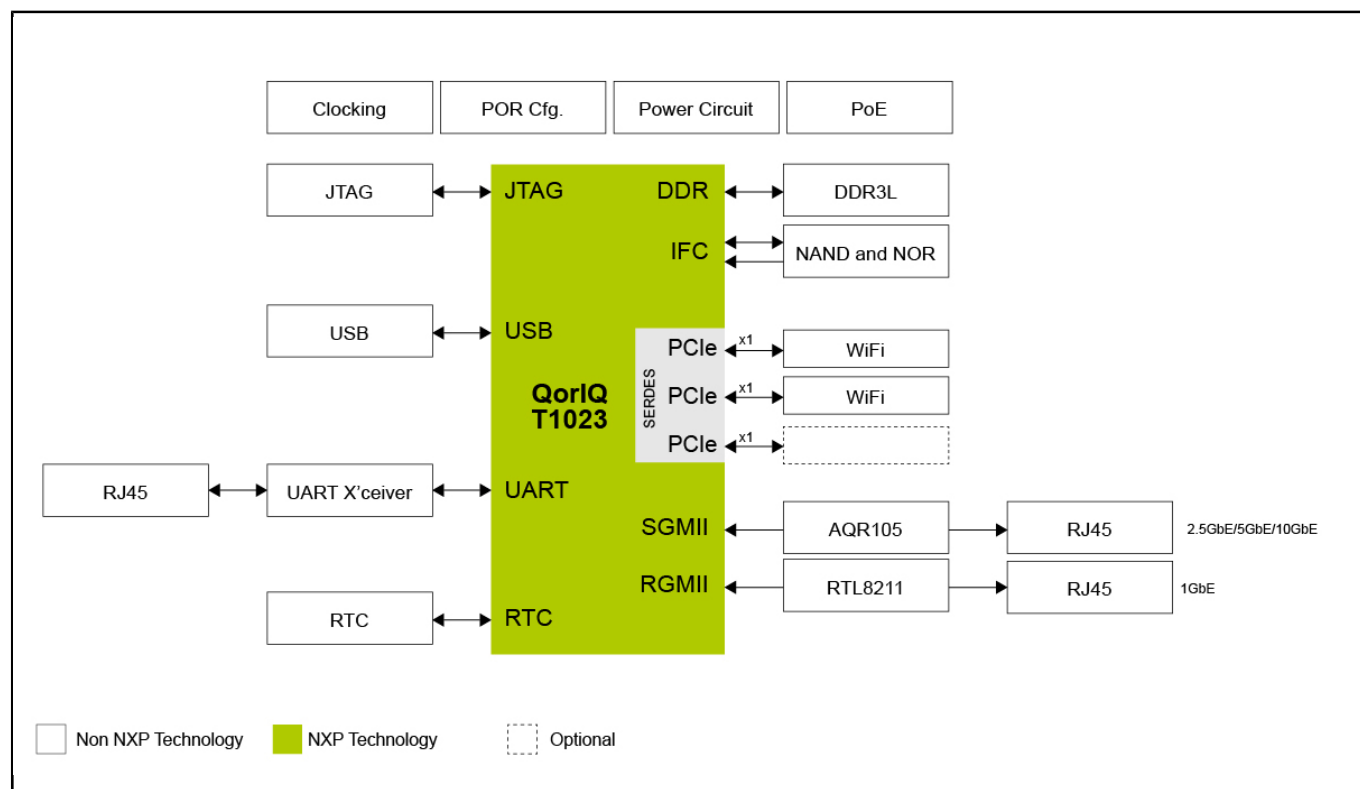 Clocking
POR Cfg.
Power Circuit
PoE
JTAG
JTAG
DDR
DDR3L
IFC
NAND and NOR
USB
USB
PCIe
x1
WiFi
QorIQ
T1023
SERDES
PCIe
x1
WiFi
PCIe
x1
RJ45
UART X'ceiver
UART
SGMII
AQR105
RJ45
2.5GbE/5GbE/10GbE
RGMII
RTL8211
RJ45
1GbE
RTC
RTC
Non NXP Technology
NXP Technology
Optional